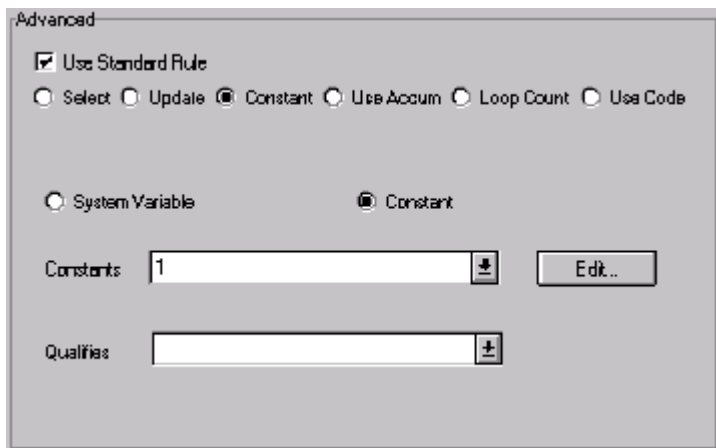 Advanced
Use Standard Rule
Select Update Constant Use Accum Loop Count Use Code
System Variable Constant
Constants 1 Edit...
Qualifies